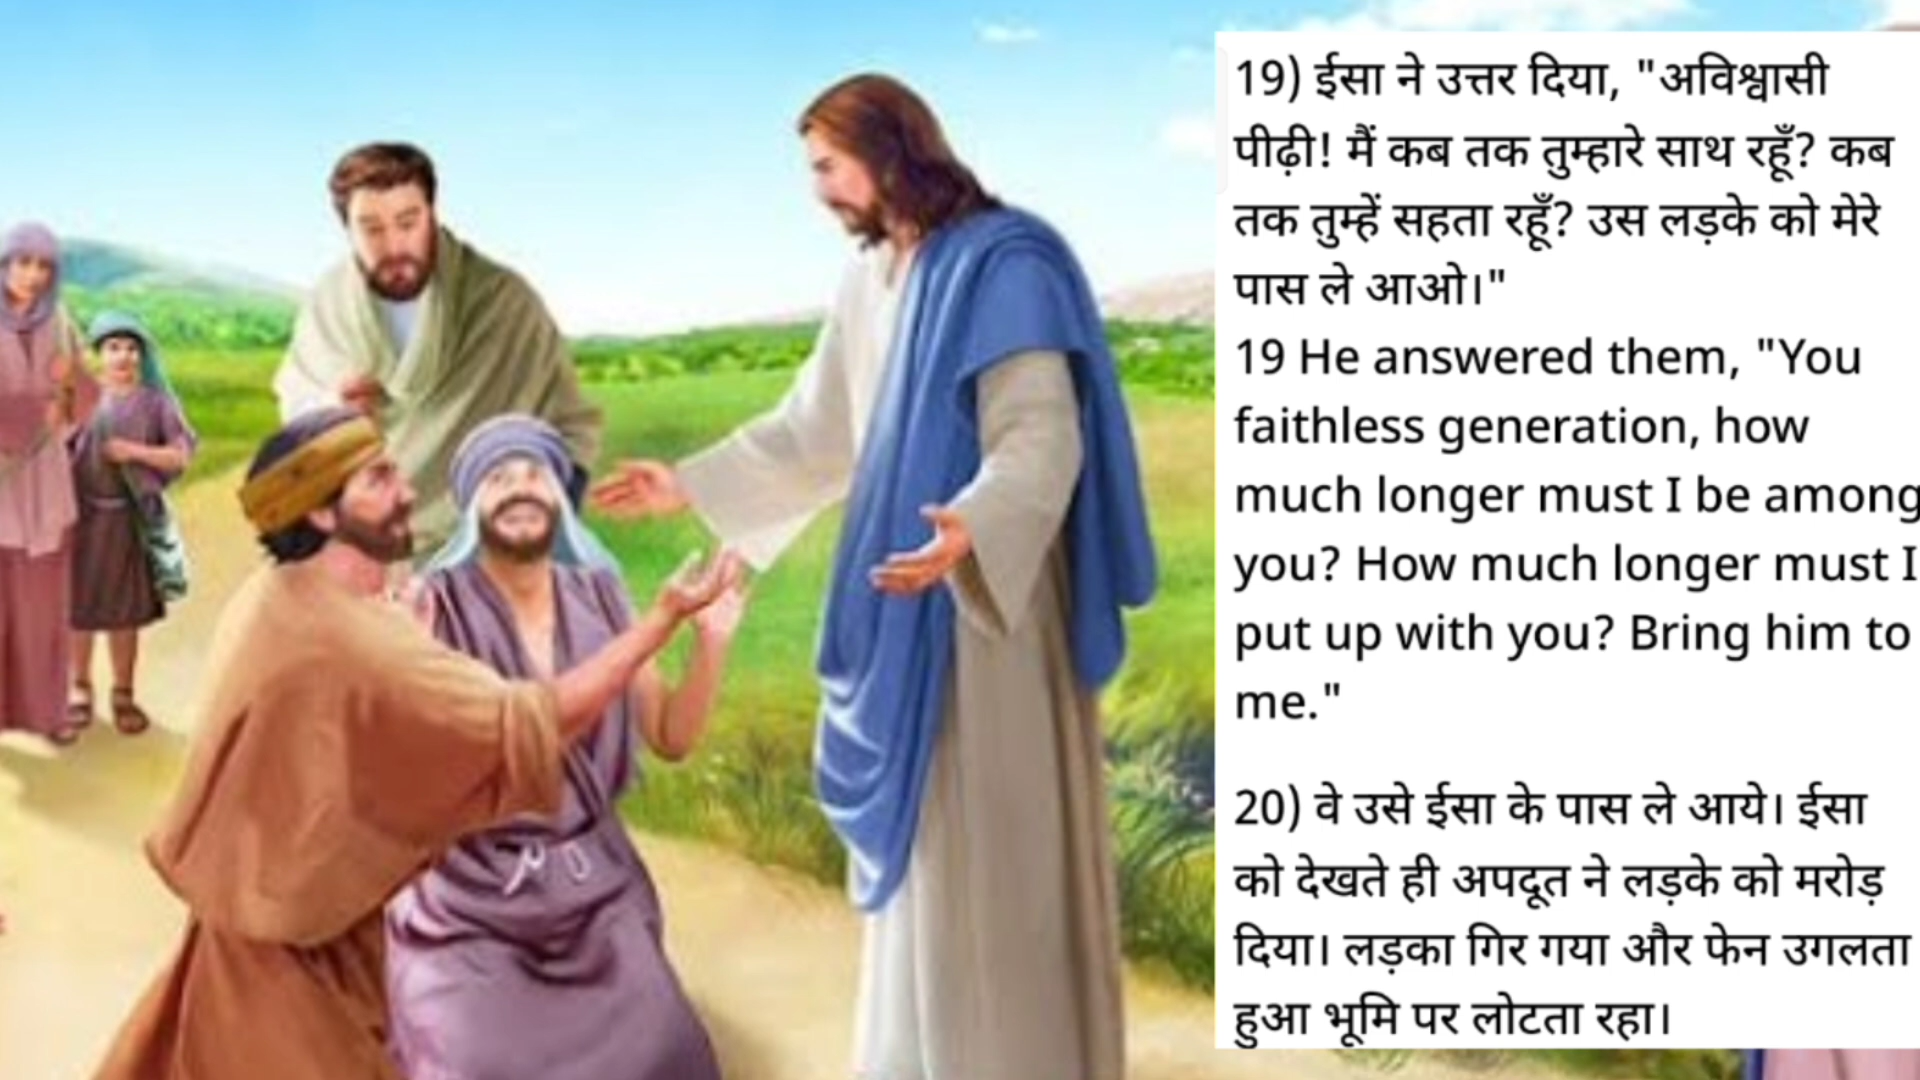 19) ईसा ने उत्तर दिया, "अविश्वासी
पीढ़ी! मैं कब तक तुम्हारे साथ रहूँ? कब
तक तुम्हें सहता रहूँ? उस लड़के को मेरे
पास ले आओ।"
19 He answered them, "You
faithless generation, how
much longer must I be among
you? How much longer must I
put up with you? Bring him to
me."
20) वे उसे ईसा के पास ले आये। ईसा
को देखते ही अपदूत ने लड़के को मरोड़
दिया। लड़का गिर गया और फेन उगलता
हुआ भूमि पर लोटता रहा।